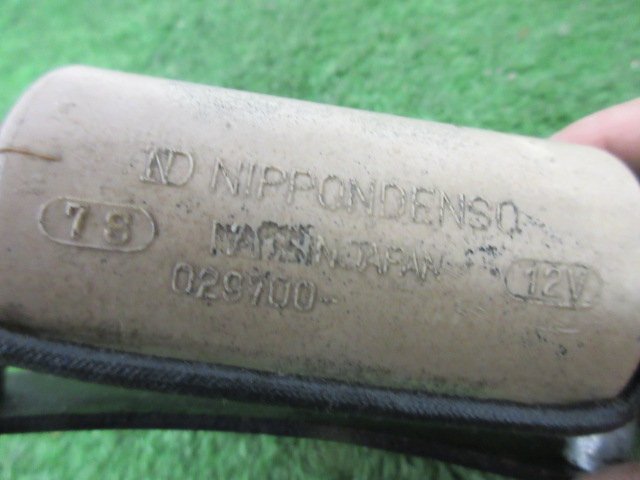 ND NIPPONDENSO
78
MADE IN JAPAN
029700
12V